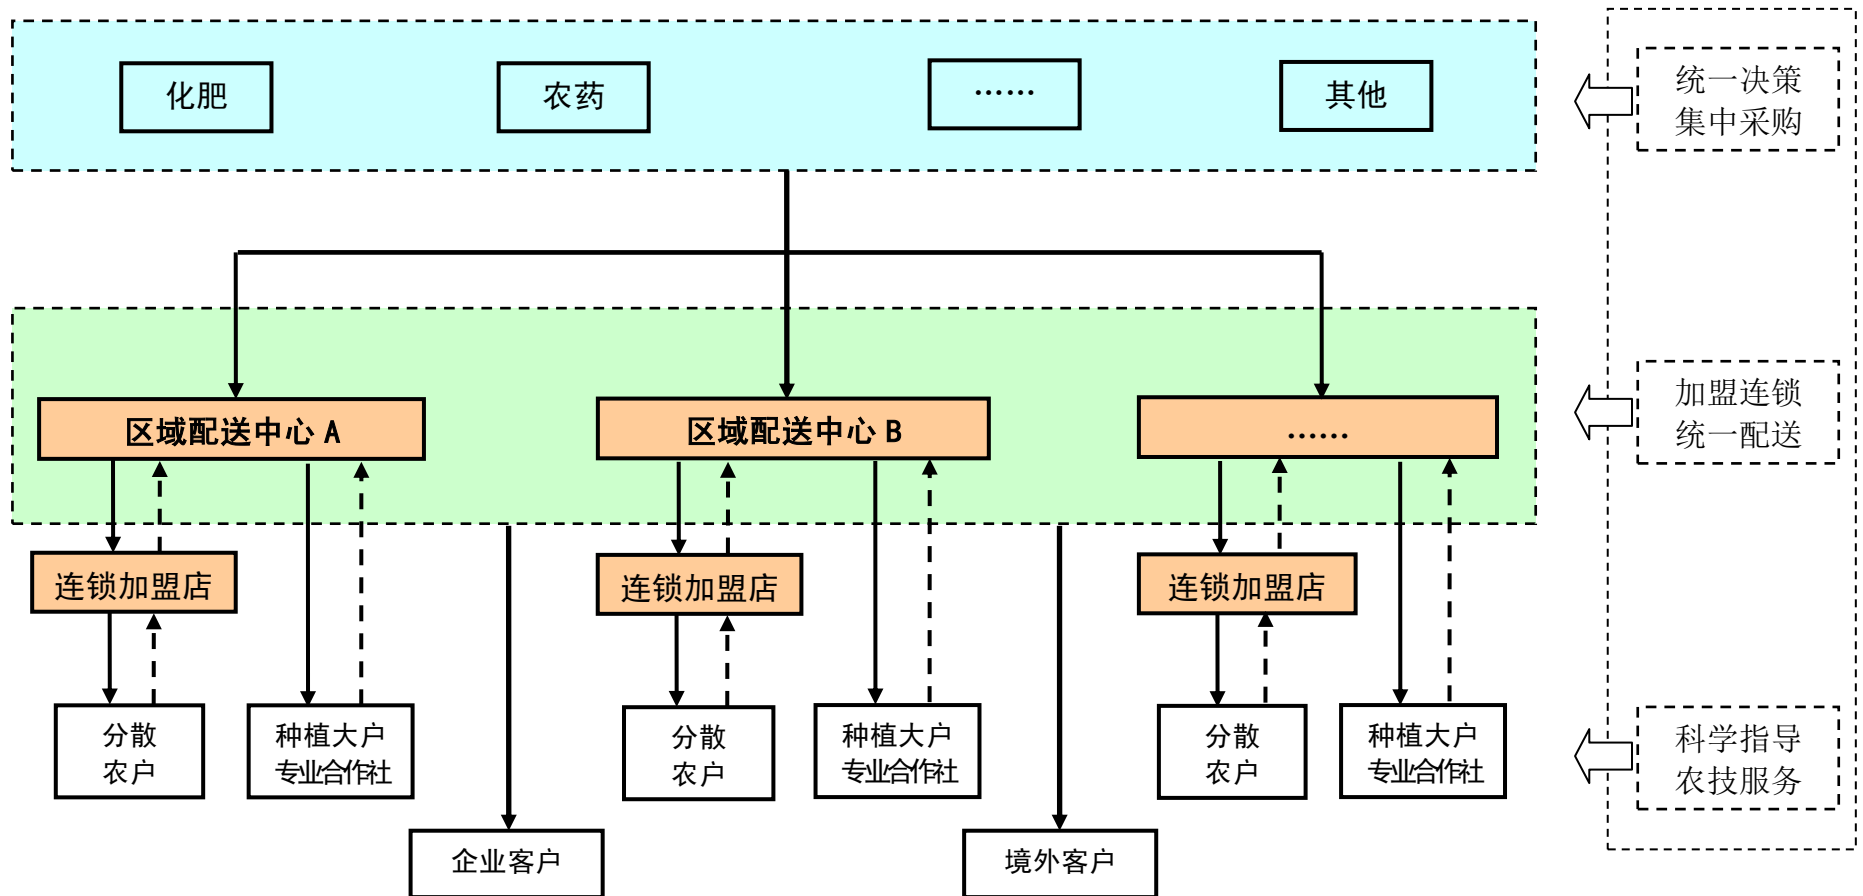 化肥
农药
……
其他
统一决策
集中采购
区域配送中心 A
区域配送中心 B
……
加盟连锁
统一配送
连锁加盟店
连锁加盟店
连锁加盟店
分散
农户
种植大户
专业合作社
分散
农户
种植大户
专业合作社
分散
农户
种植大户
专业合作社
科学指导
农技服务
企业客户
境外客户